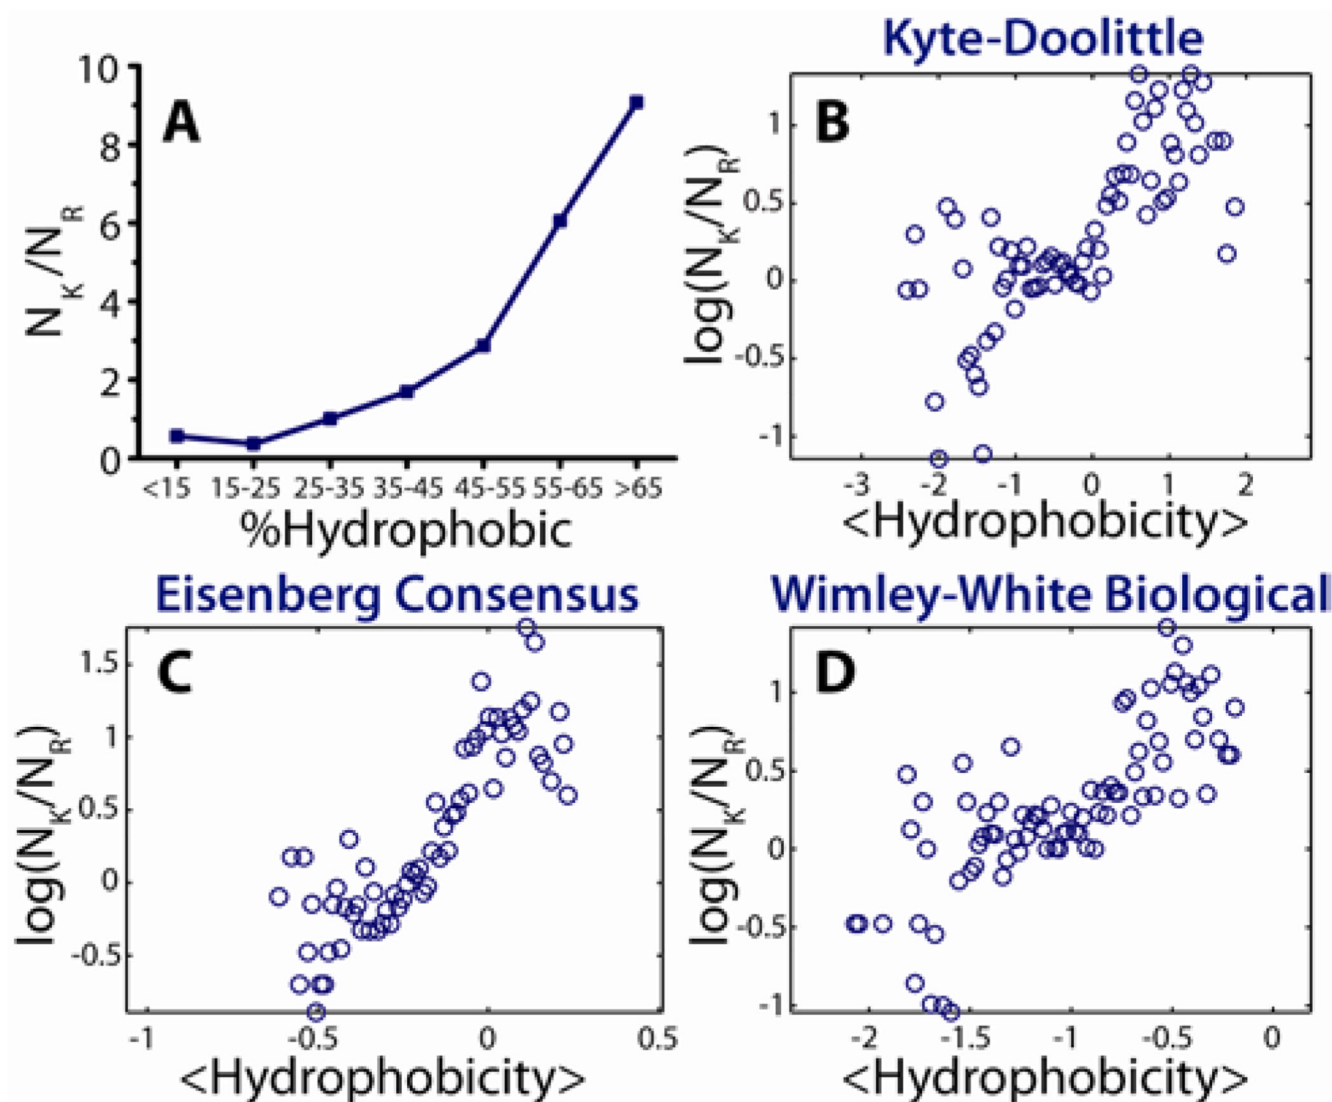 A
10
8
6
4
2
0
N_K/N_R
<15 15-25 25-35 35-45 45-55 55-65 >65
%Hydrophobic
Kyte-Doolittle
B
1
0.5
0
-0.5
-1
log(N_K/N_R)
-3 -2 -1 0 1 2
<Hydrophobicity>
Eisenberg Consensus
C
1.5
1
0.5
0
-0.5
log(N_K/N_R)
-1 -0.5 0 0.5
<Hydrophobicity>
Wimley-White Biological
D
1
0.5
0
-0.5
-1
log(N_K/N_R)
-2 -1.5 -1 -0.5 0
<Hydrophobicity>